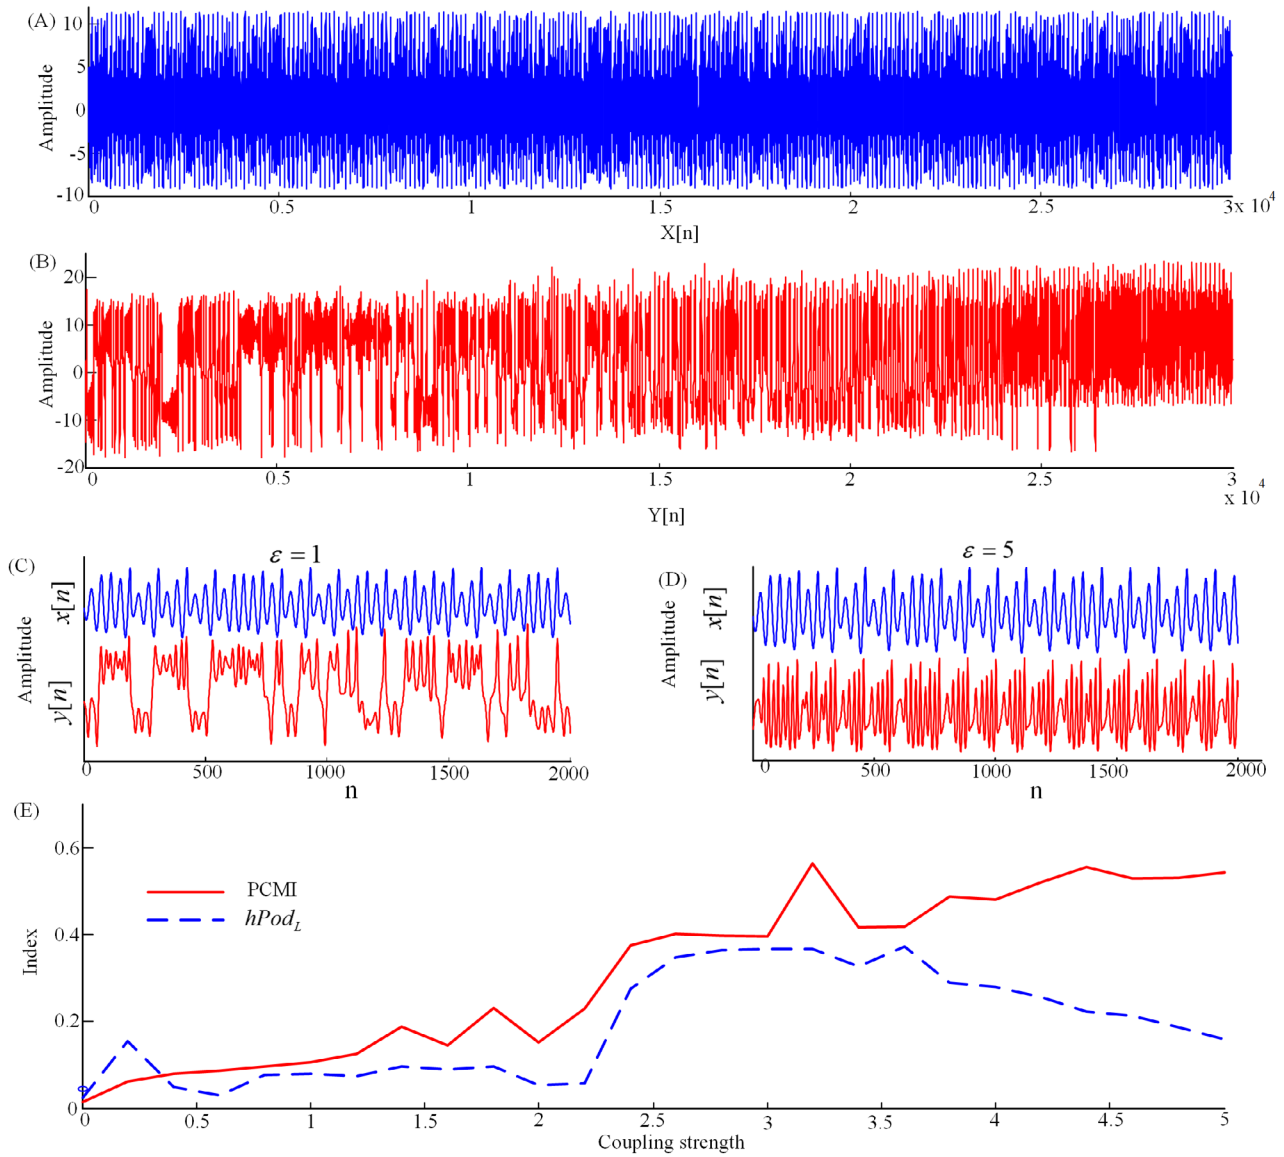 (A)
10
5
0
-5
-10
Amplitude
0 0.5 1 1.5 2 2.5 3x 10^4
X[n]
(B)
20
10
0
-10
-20
Amplitude
0 0.5 1 1.5 2 2.5 3
x 10^4
Y[n]
(C)
ε = 1
x[n]
Amplitude
y[n]
0 500 1000 1500 2000
n
(D)
ε = 5
x[n]
Amplitude
y[n]
0 500 1000 1500 2000
n
(E)
0.6
0.4
0.2
0
Index
PCMI
hPod_L
0 0.5 1 1.5 2 2.5 3 3.5 4 4.5 5
Coupling strength